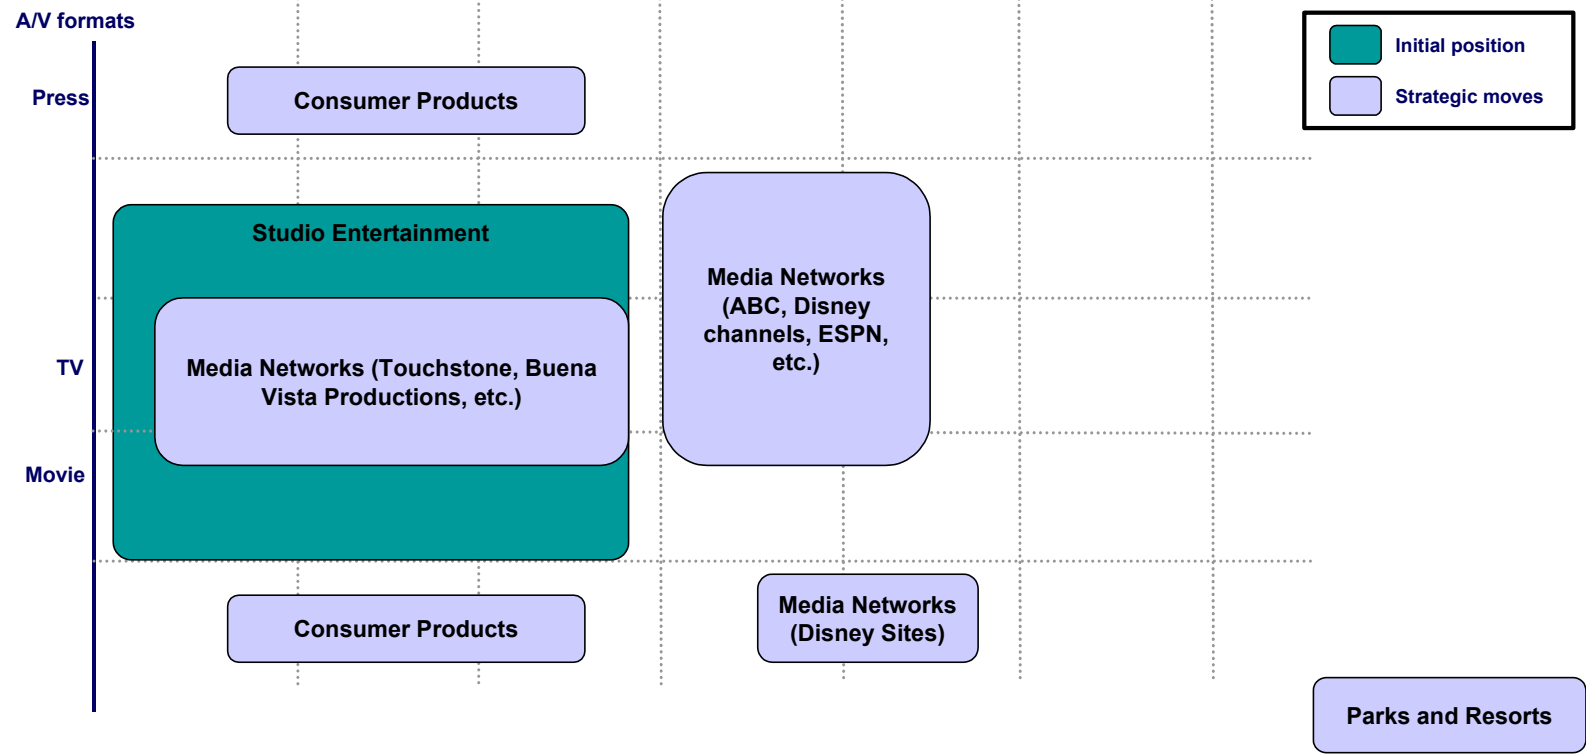 A/V formats
Initial position
Press
Consumer Products
Strategic moves
Studio Entertainment
Media Networks
(ABC, Disney
channels, ESPN,
etc.)
TV
Media Networks (Touchstone, Buena
Vista Productions, etc.)
Movie
Consumer Products
Media Networks
(Disney Sites)
Parks and Resorts